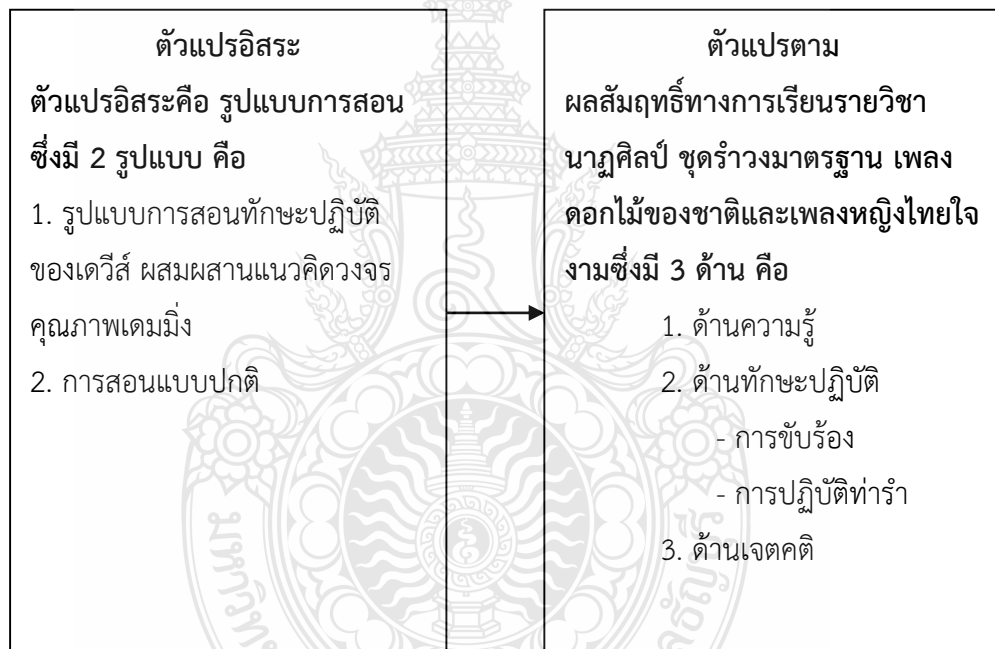 ตัวแปรอิสระ
ตัวแปรอิสระคือ รูปแบบการสอน
ซึ่งมี 2 รูปแบบ คือ
1. รูปแบบการสอนทักษะปฏิบัติ
ของเดวีส์ ผสมผสานแนวคิดวงจร
คุณภาพเดมมิ่ง
2. การสอนแบบปกติ
ตัวแปรตาม
ผลสัมฤทธิ์ทางการเรียนรายวิชา
นาฏศิลป์ ชุดรำวงมาตรฐาน เพลง
ดอกไม้ของชาติและเพลงหญิงไทยใจ
งามซึ่งมี 3 ด้าน คือ
1. ด้านความรู้
2. ด้านทักษะปฏิบัติ
- การขับร้อง
- การปฏิบัติท่ารำ
3. ด้านเจตคติ